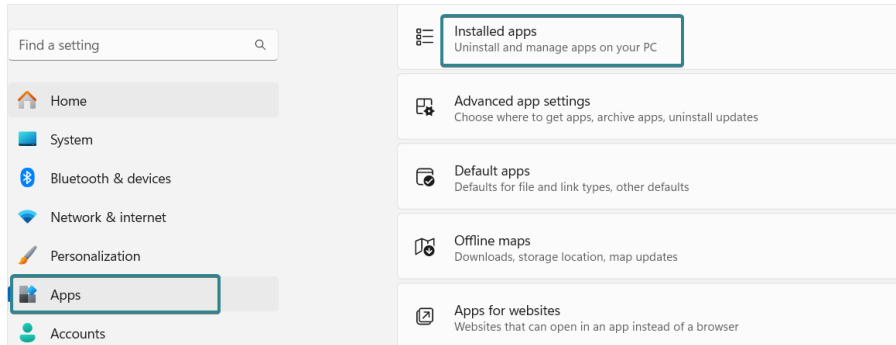 Find a setting
Home
System
Bluetooth & devices
Network & internet
Personalization
Apps
Accounts
Installed apps
Uninstall and manage apps on your PC
Advanced app settings
Choose where to get apps, archive apps, uninstall updates
Default apps
Defaults for file and link types, other defaults
Offline maps
Downloads, storage location, map updates
Apps for websites
Websites that can open in an app instead of a browser